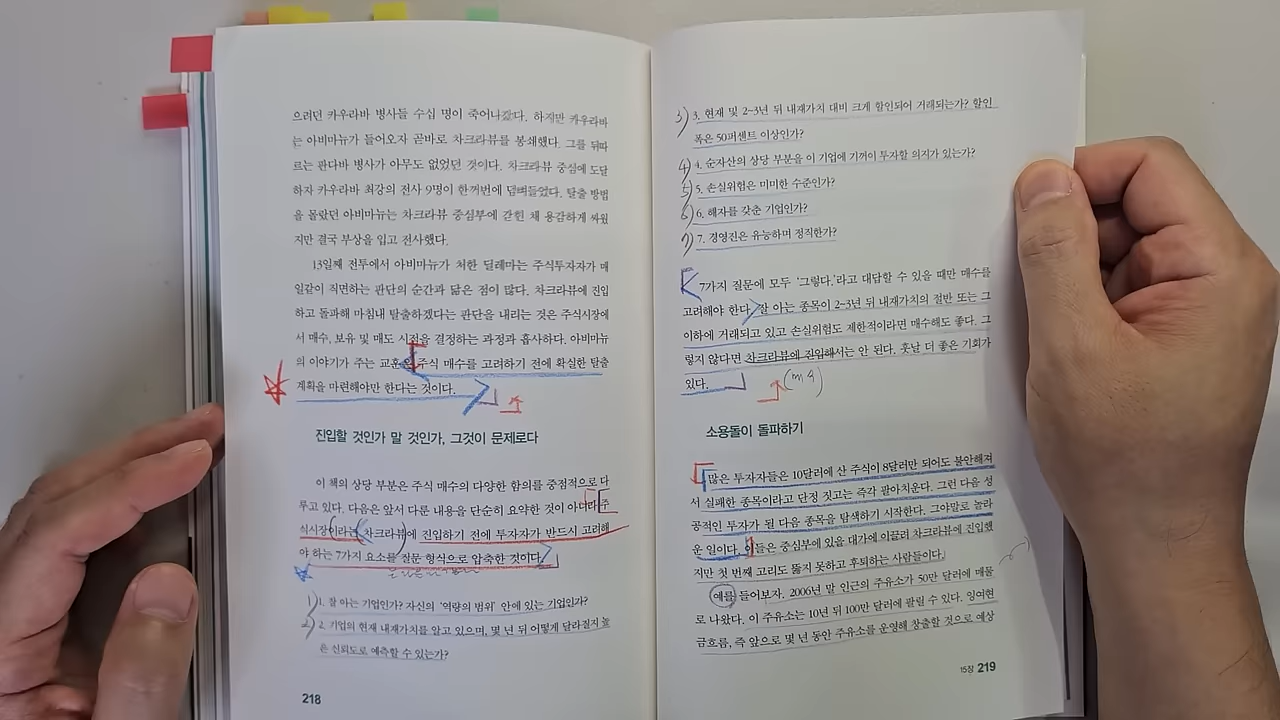 으려던 카우라바 병사들 수십 명이 죽어나갔다. 하지만 카우라바
는 아비마뉴가 들어오자 곧바로 차크라뷰를 봉쇄했다. 그를 뒤따
르는 판다바 병사가 아무도 없었던 것이다. 차크라뷰 중심에 도달
하자 카우라바 최강의 전사 9명이 한꺼번에 덤벼들었다. 탈출 방법
을 몰랐던 아비마뉴는 차크라뷰 중심부에 갇힌 채 용감하게 싸웠
지만 결국 부상을 입고 전사했다.
13일째 전투에서 아비마뉴가 처한 딜레마는 주식투자자가 매
일같이 직면하는 판단의 순간과 닮은 점이 많다. 차크라뷰에 진입
하고 돌파해 마침내 탈출하겠다는 판단을 내리는 것은 주식시장에
서 매수, 보유 및 매도 시점을 결정하는 과정과 흡사하다. 아비마뉴
의 이야기가 주는 교훈은 주식 매수를 고려하기 전에 확실한 탈출
계획을 마련해야만 한다는 것이다.
진입할 것인가 말 것인가, 그것이 문제로다
이 책의 상당 부분은 주식 매수의 다양한 함의를 중점적으로 다
루고 있다. 다음은 앞서 다룬 내용을 단순히 요약한 것이 아니라 주
식시장이라는 차크라뷰에 진입하기 전에 투자자가 반드시 고려해
야 하는 7가지 요소를 질문 형식으로 압축한 것이다.
1) 1. 잘 아는 기업인가? 자신의 '역량의 범위' 안에 있는 기업인가?
2) 2. 기업의 현재 내재가치를 알고 있으며, 몇 년 뒤 어떻게 달라질지 높
은 신뢰도로 예측할 수 있는가?
218
3) 3. 현재 및 2~3년 뒤 내재가치 대비 크게 할인되어 거래되는가? 할인
폭은 50퍼센트 이상인가?
4) 4. 순자산의 상당 부분을 이 기업에 기꺼이 투자할 의지가 있는가?
5) 5. 손실위험은 미미한 수준인가?
6) 6. 해자를 갖춘 기업인가?
7) 7. 경영진은 유능하며 정직한가?
7가지 질문에 모두 '그렇다.'라고 대답할 수 있을 때만 매수를
고려해야 한다. 잘 아는 종목이 2~3년 뒤 내재가치의 절반 또는 그
이하에 거래되고 있고 손실위험도 제한적이라면 매수해도 좋다. 그
렇지 않다면 차크라뷰에 진입해서는 안 된다. 훗날 더 좋은 기회가
있다.
소용돌이 돌파하기
많은 투자자들은 10달러에 산 주식이 8달러만 되어도 불안해져
서 실패한 종목이라고 단정 짓고는 즉각 팔아치운다. 그런 다음 성
공적인 투자가 될 다음 종목을 탐색하기 시작한다. 그야말로 놀라
운 일이다. 이들은 중심부에 있을 대가에 이끌려 차크라뷰에 진입했
지만 첫 번째 고리도 뚫지 못하고 후퇴하는 사람들이다.
예를 들어보자. 2006년 말 인근의 주유소가 50만 달러에 매물
로 나왔다. 이 주유소는 10년 뒤 100만 달러에 팔릴 수 있다. 잉여현
금흐름, 즉 앞으로 몇 년 동안 주유소를 운영해 창출할 것으로 예상
15장 219